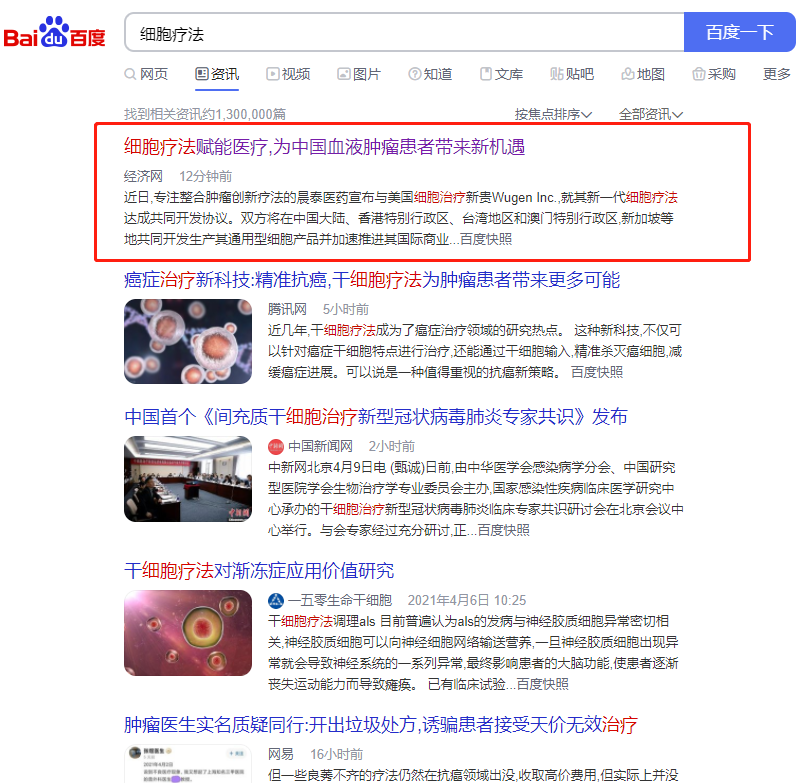 Bai du 百度
细胞疗法
百度一下
网页 资讯 视频 图片 知道 文库 贴吧 地图 采购 更多
找到相关资讯约1,300,000篇 按焦点排序 全部资讯
细胞疗法赋能医疗,为中国血液肿瘤患者带来新机遇
经济网 12分钟前
近日,专注整合肿瘤创新疗法的晨泰医药宣布与美国细胞治疗新贵Wugen Inc.,就其新一代细胞疗法
达成共同开发协议。双方将在中国大陆、香港特别行政区、台湾地区和澳门特别行政区,新加坡等
地共同开发生产其通用型细胞产品并加速推进其国际商业...百度快照
癌症治疗新科技:精准抗癌,干细胞疗法为肿瘤患者带来更多可能
腾讯网 5小时前
近几年,干细胞疗法成为了癌症治疗领域的研究热点。 这种新科技,不仅可
以针对癌症干细胞特点进行治疗,还能通过干细胞输入,精准杀灭癌细胞,减
缓癌症进展。可以说是一种值得重视的抗癌新策略。 百度快照
中国首个《间充质干细胞治疗新型冠状病毒肺炎专家共识》发布
中国新闻网 2小时前
中新网北京4月9日电 (甄诚)日前,由中华医学会感染病学分会、中国研究
型医院学会生物治疗学专业委员会主办,国家感染性疾病临床医学研究中
心承办的干细胞治疗新型冠状病毒肺炎临床专家共识研讨会在北京会议中
心举行。与会专家经过充分研讨,正...百度快照
干细胞疗法对渐冻症应用价值研究
一五零生命干细胞 2021年4月6日 10:25
干细胞疗法调理als 目前普遍认为als的发病与神经胶质细胞异常密切相
关,神经胶质细胞可以向神经细胞网络输送营养,一旦神经胶质细胞出现异
常就会导致神经系统的一系列异常,最终影响患者的大脑功能,使患者逐渐
丧失运动能力而导致瘫痪。 已有临床试验...百度快照
肿瘤医生实名质疑同行:开出垃圾处方,诱骗患者接受天价无效治疗
网易 16小时前
但一些良莠不齐的疗法仍然在抗癌领域出没,收取高价费用,但实际上并没